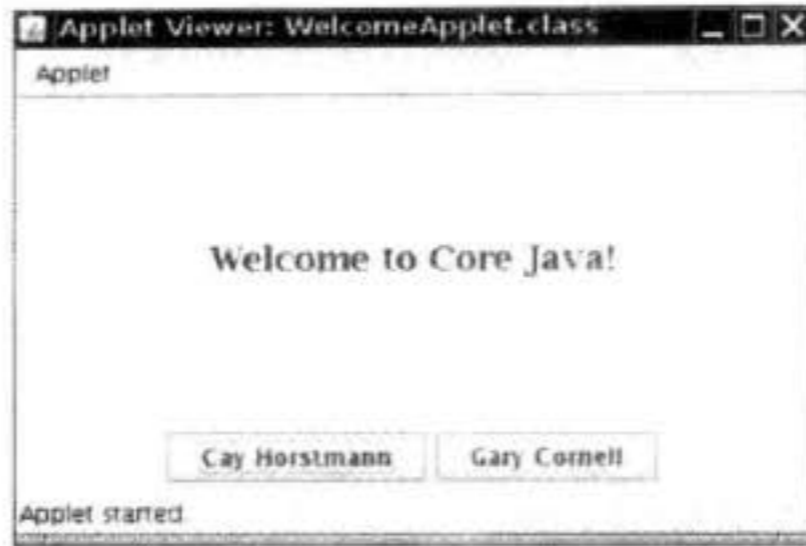 Applet Viewer: WelcomeApplet.class
Applet
Welcome to Core Java!
Cay Horstmann Gary Cornell
Applet started.